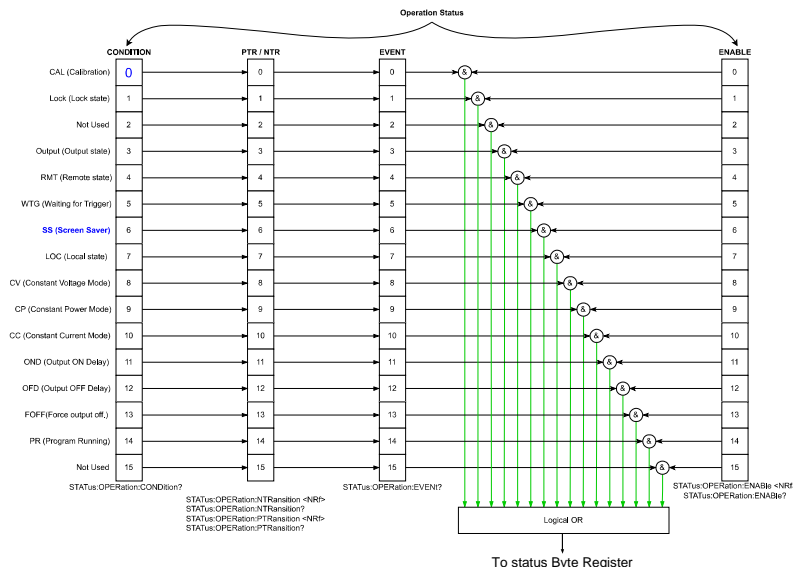 Operation Status
CONDITION PTR / NTR EVENT ENABLE
CAL (Calibration) 0 0 0 & 0
Lock (Lock state) 1 1 1 & 1
Not Used 2 2 2 & 2
Output (Output state) 3 3 3 & 3
RMT (Remote state) 4 4 4 & 4
WTG (Waiting for Trigger) 5 5 5 & 5
SS (Screen Saver) 6 6 6 & 6
LOC (Local state) 7 7 7 & 7
CV (Constant Voltage Mode) 8 8 8 & 8
CP (Constant Power Mode) 9 9 9 & 9
CC (Constant Current Mode) 10 10 10 & 10
OND (Output ON Delay) 11 11 11 & 11
OFD (Output OFF Delay) 12 12 12 & 12
FOFF(Force output off,) 13 13 13 & 13
PR (Program Running) 14 14 14 & 14
Not Used 15 15 15 & 15
STATus:OPERation:CONDition? STATus:OPERation:EVENt? STATus:OPERation:ENABle <NRf
STATus:OPERation:ENABle?
STATus:OPERation:NTRansition <NRf>
STATus:OPERation:NTRansition?
STATus:OPERation:PTRansition <NRf>
STATus:OPERation:PTRansition?
Logical OR
To status Byte Register